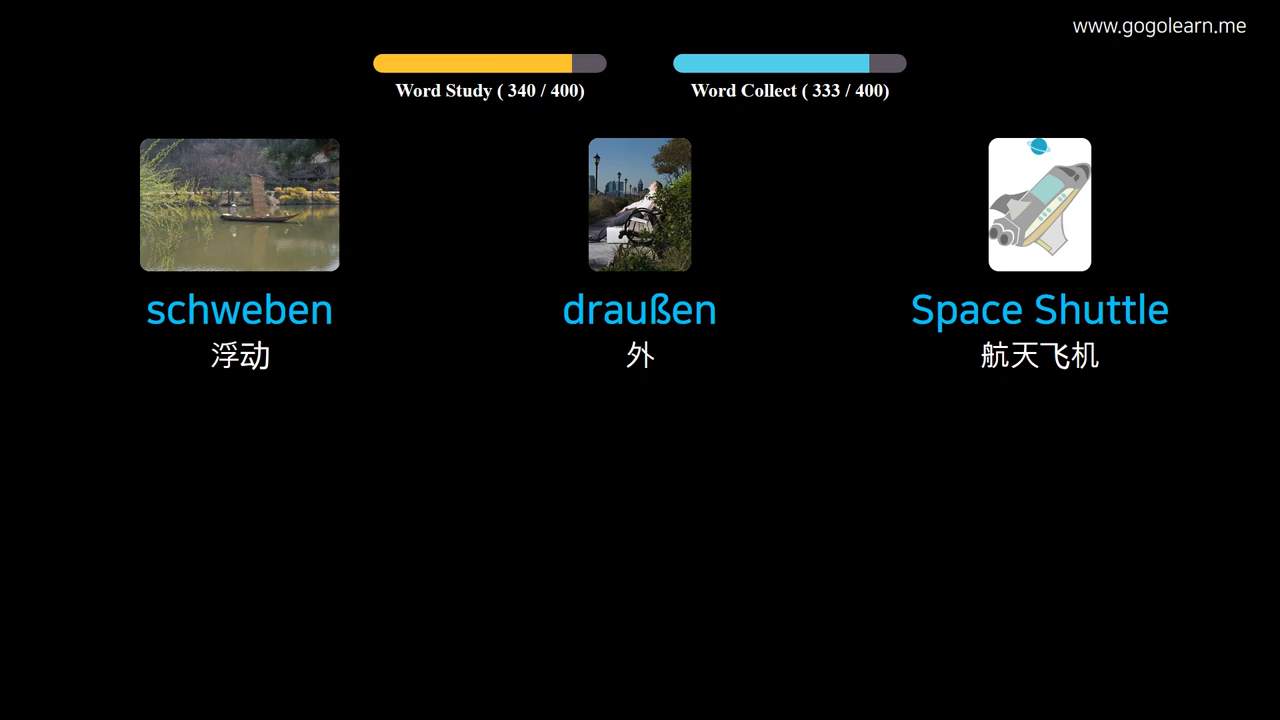 www.gogolearn.me
Word Study ( 340 / 400)
Word Collect ( 333 / 400)
schweben
浮动
draußen
外
Space Shuttle
航天飞机